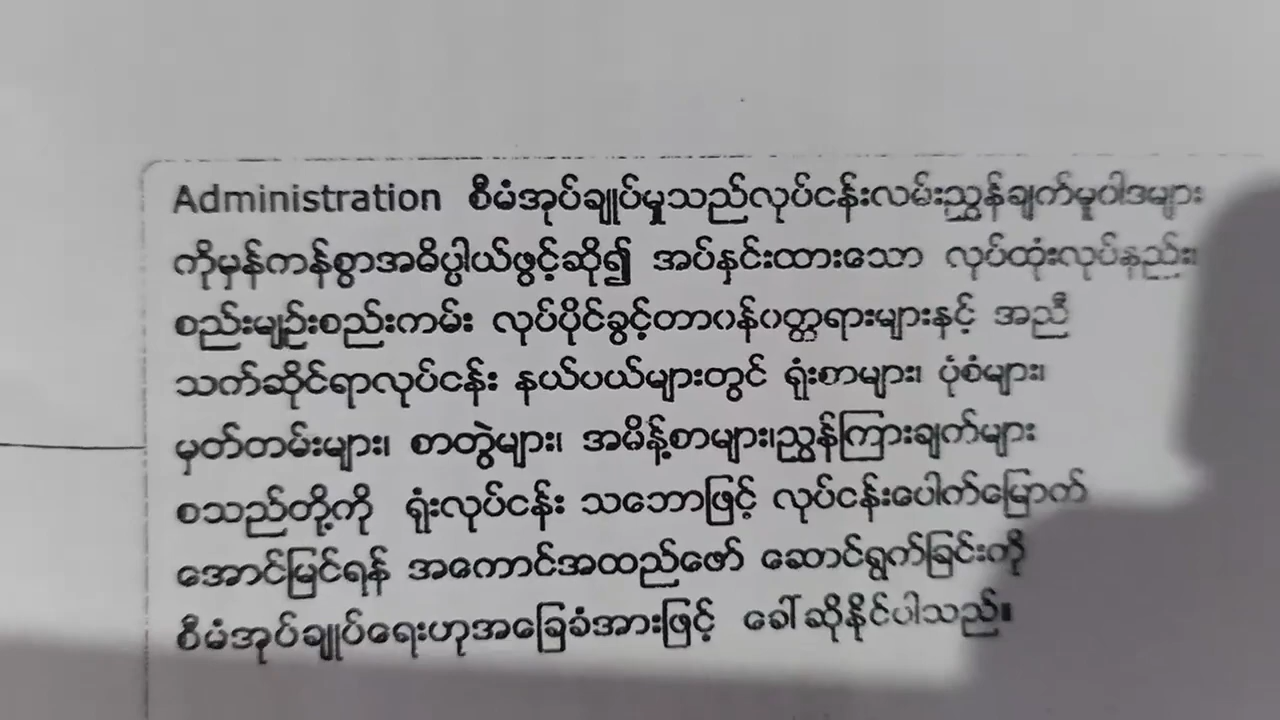 Administration စီမံအုပ်ချုပ်မှုသည်လုပ်ငန်းလမ်းညွှန်ချက်မူဝါဒများ
ကိုမှန်ကန်စွာအဓိပ္ပါယ်ဖွင့်ဆို၍ အပ်နှင်းထားသော လုပ်ထုံးလုပ်နည်း၊
စည်းမျဉ်းစည်းကမ်း လုပ်ပိုင်ခွင့်တာဝန်ဝတ္တရားများနှင့် အညီ
သက်ဆိုင်ရာလုပ်ငန်း နယ်ပယ်များတွင် ရုံးစာများ၊ ပုံစံများ၊
မှတ်တမ်းများ၊ စာတွဲများ၊ အမိန့်စာများ၊ညွှန်ကြားချက်များ
စသည်တို့ကို ရုံးလုပ်ငန်း သဘောဖြင့် လုပ်ငန်းပေါက်မြောက်
အောင်မြင်ရန် အကောင်အထည်ဖော် ဆောင်ရွက်ခြင်းကို
စီမံအုပ်ချုပ်ရေးဟုအခြေခံအားဖြင့် ခေါ်ဆိုနိုင်ပါသည်။